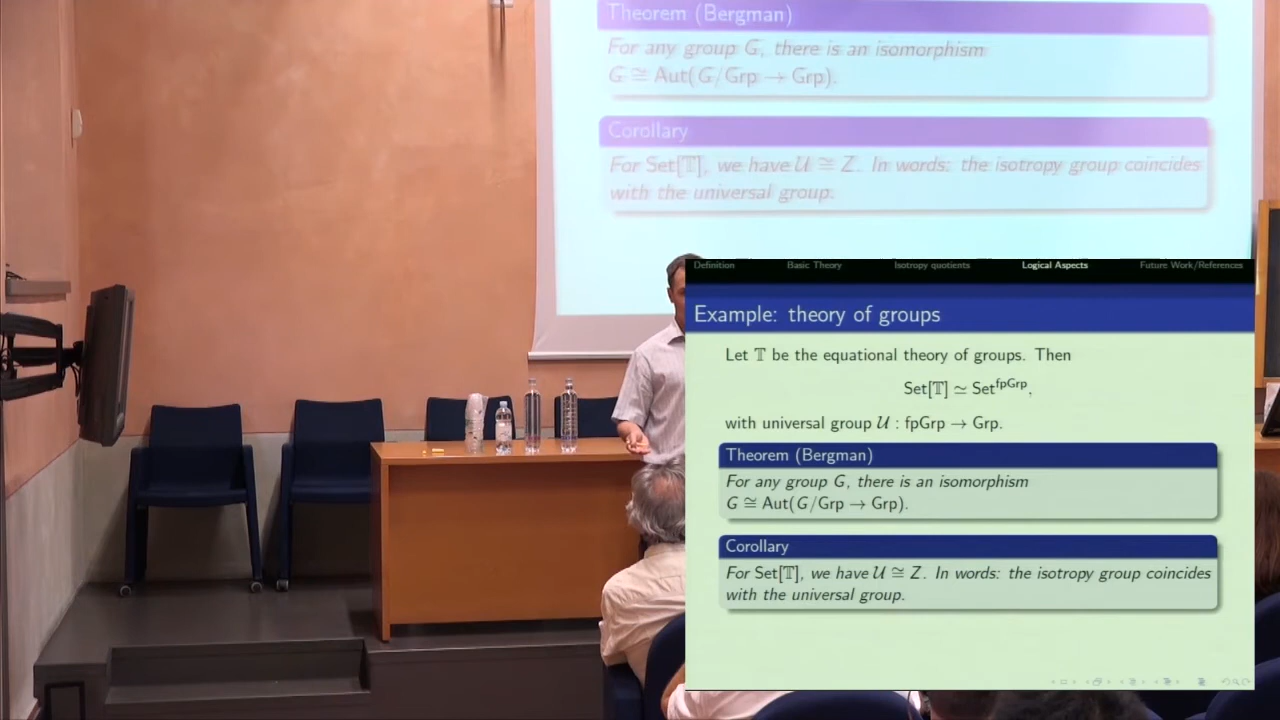 Theorem (Bergman)
For any group G, there is an isomorphism
G ≅ Aut(G/Grp → Grp).
Corollary
For Set[𝕋], we have 𝒰 ≅ Z. In words: the isotropy group coincides
with the universal group.
Definition Basic Theory Isotropy quotients Logical Aspects Future Work/References
Example: theory of groups
Let 𝕋 be the equational theory of groups. Then
Set[𝕋] ≃ Set^fpGrp,
with universal group 𝒰 : fpGrp → Grp.
Theorem (Bergman)
For any group G, there is an isomorphism
G ≅ Aut(G/Grp → Grp).
Corollary
For Set[𝕋], we have 𝒰 ≅ Z. In words: the isotropy group coincides
with the universal group.